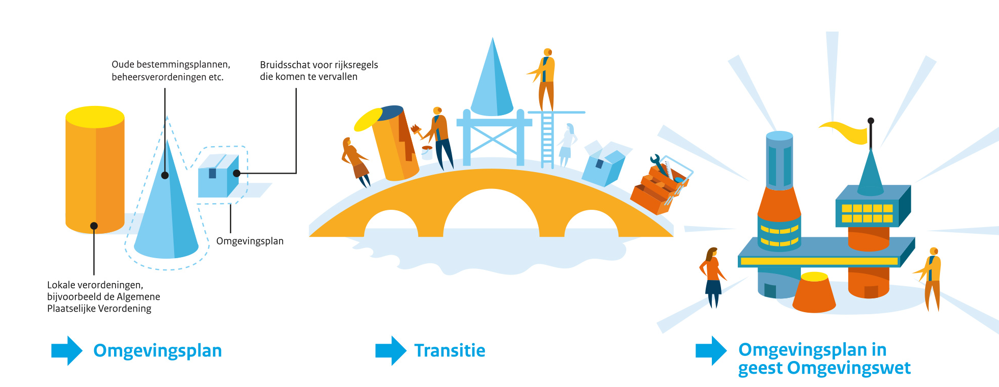 Oude bestemmingsplannen,
beheersverordeningen etc.
Bruidsschat voor rijksregels
die komen te vervallen
Omgevingsplan
Lokale verordeningen,
bijvoorbeeld de Algemene
Plaatselijke Verordening
Omgevingsplan
Transitie
Omgevingsplan in
geest Omgevingswet